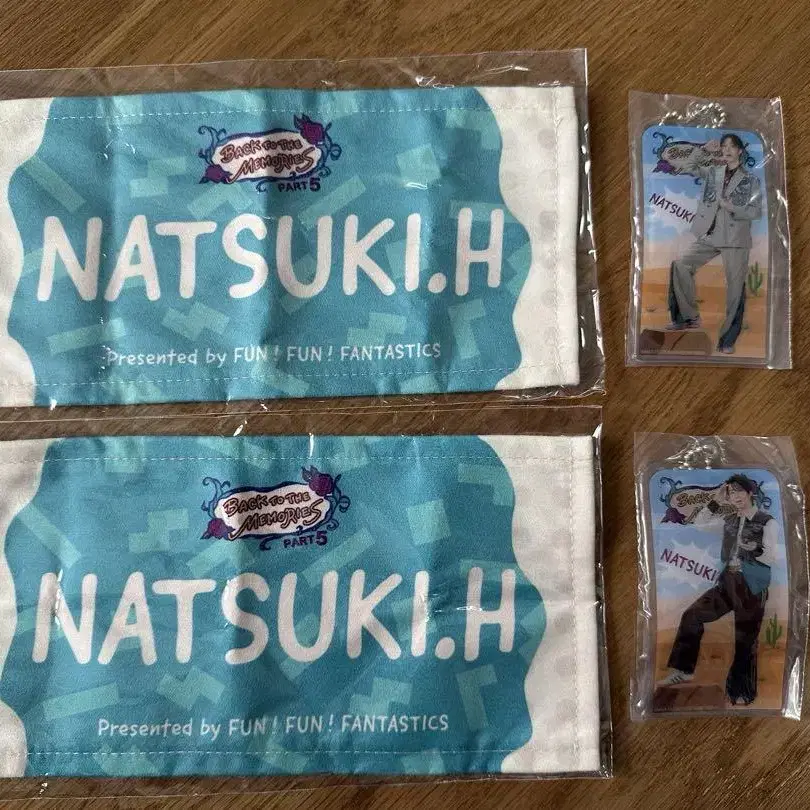 BACK TO THE
MEMORIES
PART 5
NATSUKI.H
Presented by FUN! FUN! FANTASTICS
BACK TO THE
MEMORIES
PART 5
NATSUKI.H
Presented by FUN! FUN! FANTASTICS
NATSUKI
NATSUKI